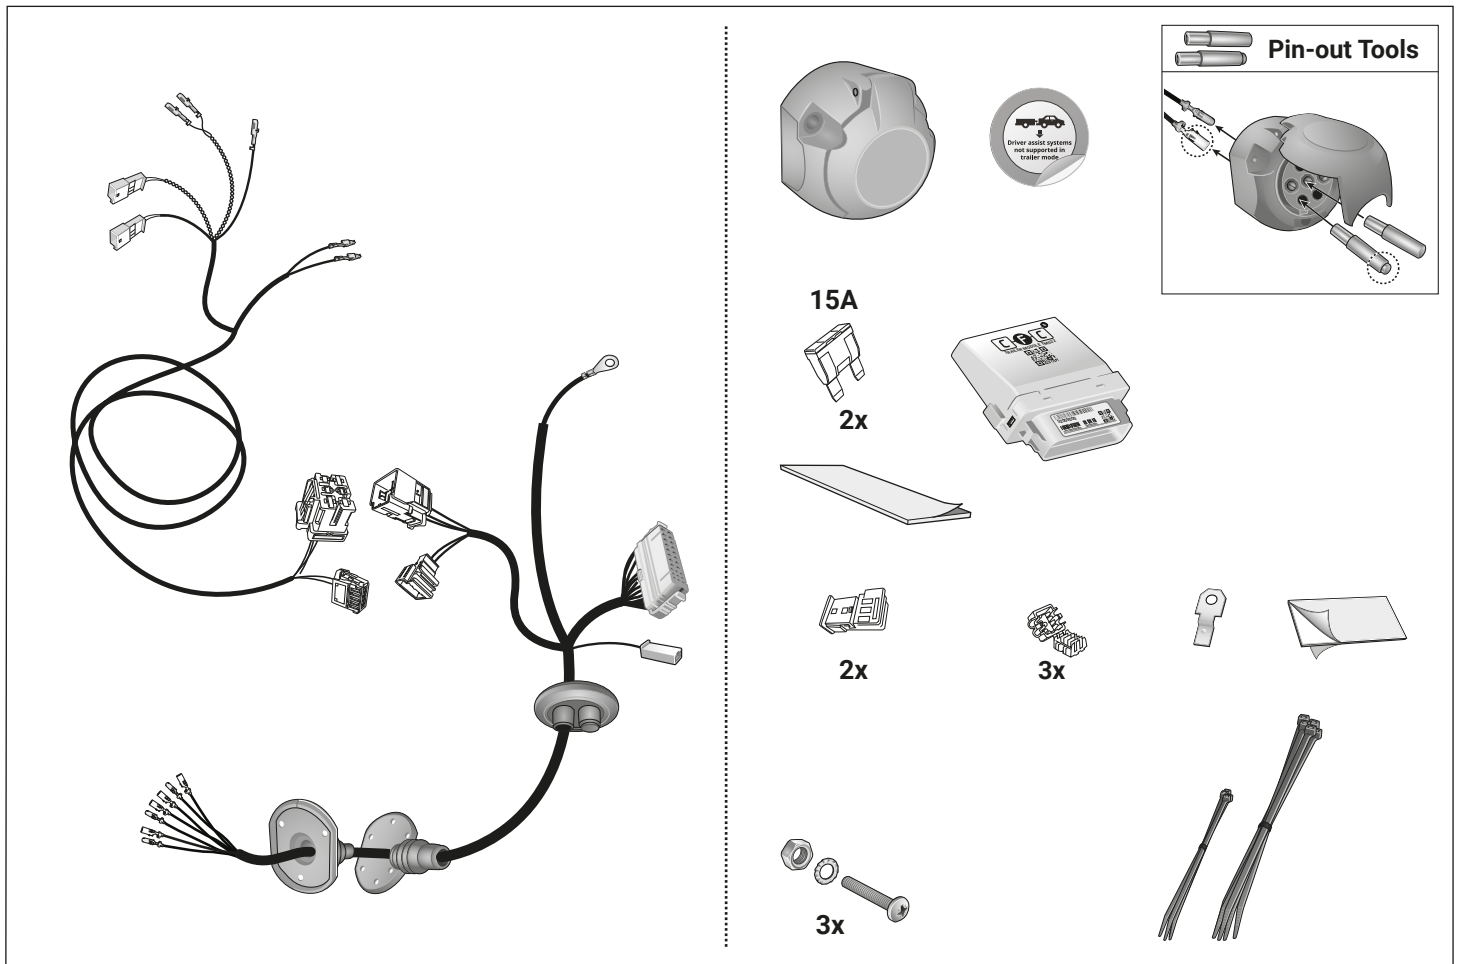 Pin-out Tools
Driver assist systems
not supported in
trailer mode
15A
2x
C F C
2x
3x
3x